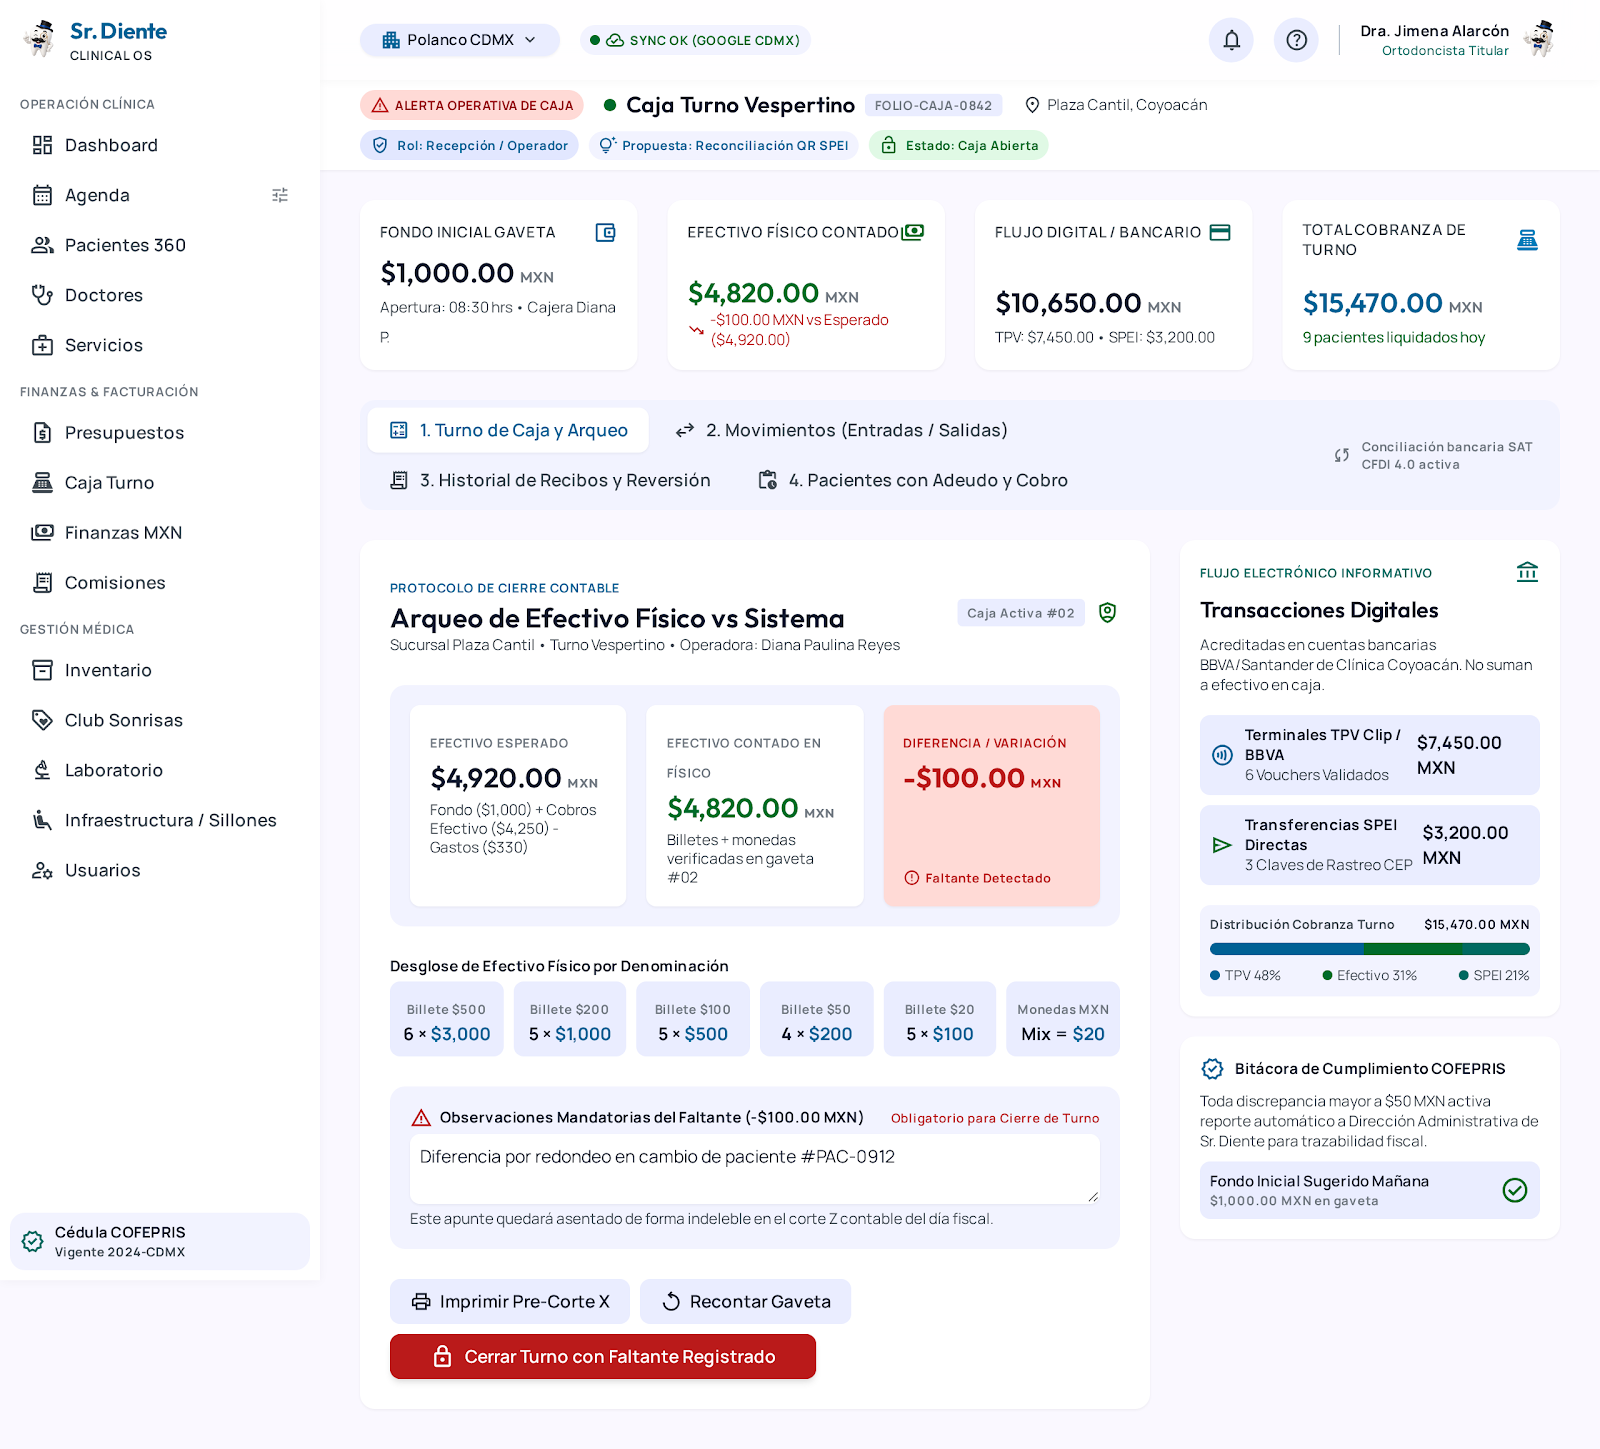 Sr. Diente
CLINICAL OS
OPERACIÓN CLÍNICA
Dashboard
Agenda
Pacientes 360
Doctores
Servicios
FINANZAS & FACTURACIÓN
Presupuestos
Caja Turno
Finanzas MXN
Comisiones
GESTIÓN MÉDICA
Inventario
Club Sonrisas
Laboratorio
Infraestructura / Sillones
Usuarios
Cédula COFEPRIS
Vigente 2024-CDMX
Polanco CDMX
SYNC OK (GOOGLE CDMX)
Dra. Jimena Alarcón
Ortodoncista Titular
ALERTA OPERATIVA DE CAJA
Caja Turno Vespertino
FOLIO-CAJA-0842
Plaza Cantil, Coyoacán
Rol: Recepción / Operador
Propuesta: Reconciliación QR SPEI
Estado: Caja Abierta
FONDO INICIAL GAVETA
$1,000.00 MXN
Apertura: 08:30 hrs • Cajera Diana
P.
EFECTIVO FÍSICO CONTADO
$4,820.00 MXN
-$100.00 MXN vs Esperado
($4,920.00)
FLUJO DIGITAL / BANCARIO
$10,650.00 MXN
TPV: $7,450.00 • SPEI: $3,200.00
TOTAL COBRANZA DE
TURNO
$15,470.00 MXN
9 pacientes liquidados hoy
1. Turno de Caja y Arqueo
2. Movimientos (Entradas / Salidas)
3. Historial de Recibos y Reversión
4. Pacientes con Adeudo y Cobro
Conciliación bancaria SAT
CFDI 4.0 activa
PROTOCOLO DE CIERRE CONTABLE
Arqueo de Efectivo Físico vs Sistema
Sucursal Plaza Cantil • Turno Vespertino • Operadora: Diana Paulina Reyes
Caja Activa #02
EFECTIVO ESPERADO
$4,920.00 MXN
Fondo ($1,000) + Cobros
Efectivo ($4,250) -
Gastos ($330)
EFECTIVO CONTADO EN
FÍSICO
$4,820.00 MXN
Billetes + monedas
verificadas en gaveta
#02
DIFERENCIA / VARIACIÓN
-$100.00 MXN
Faltante Detectado
Desglose de Efectivo Físico por Denominación
Billete $500
6 × $3,000
Billete $200
5 × $1,000
Billete $100
5 × $500
Billete $50
4 × $200
Billete $20
5 × $100
Monedas MXN
Mix = $20
Observaciones Mandatorias del Faltante (-$100.00 MXN)
Obligatorio para Cierre de Turno
Diferencia por redondeo en cambio de paciente #PAC-0912
Este apunte quedará asentado de forma indeleble en el corte Z contable del día fiscal.
Imprimir Pre-Corte X
Recontar Gaveta
Cerrar Turno con Faltante Registrado
FLUJO ELECTRÓNICO INFORMATIVO
Transacciones Digitales
Acreditadas en cuentas bancarias
BBVA/Santander de Clínica Coyoacán. No suman
a efectivo en caja.
Terminales TPV Clip /
BBVA
6 Vouchers Validados
$7,450.00
MXN
Transferencias SPEI
Directas
3 Claves de Rastreo CEP
$3,200.00
MXN
Distribución Cobranza Turno
$15,470.00 MXN
TPV 48%
Efectivo 31%
SPEI 21%
Bitácora de Cumplimiento COFEPRIS
Toda discrepancia mayor a $50 MXN activa
reporte automático a Dirección Administrativa de
Sr. Diente para trazabilidad fiscal.
Fondo Inicial Sugerido Mañana
$1,000.00 MXN en gaveta